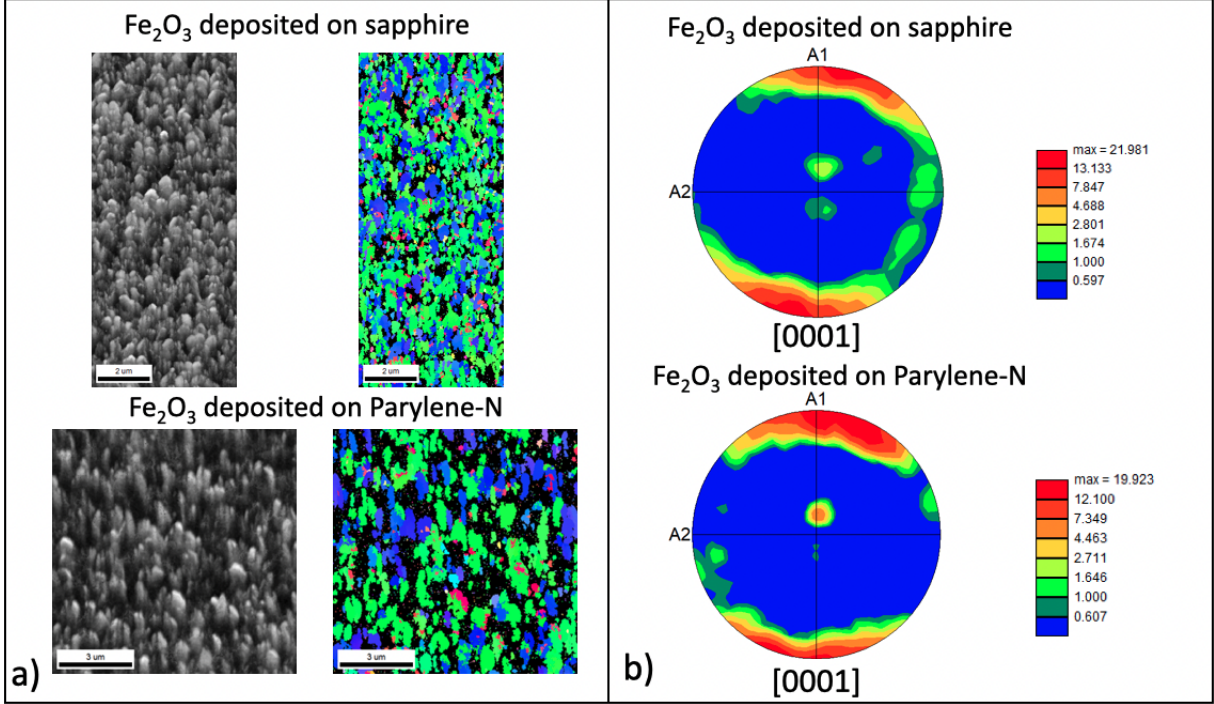 Fe₂O₃ deposited on sapphire
2 um
2 um
Fe₂O₃ deposited on Parylene-N
3 um
3 um
a)
Fe₂O₃ deposited on sapphire
A1
A2
max = 21.981
13.133
7.847
4.688
2.801
1.674
1.000
0.597
[0001]
Fe₂O₃ deposited on Parylene-N
A1
A2
max = 19.923
12.100
7.349
4.463
2.711
1.646
1.000
0.607
[0001]
b)